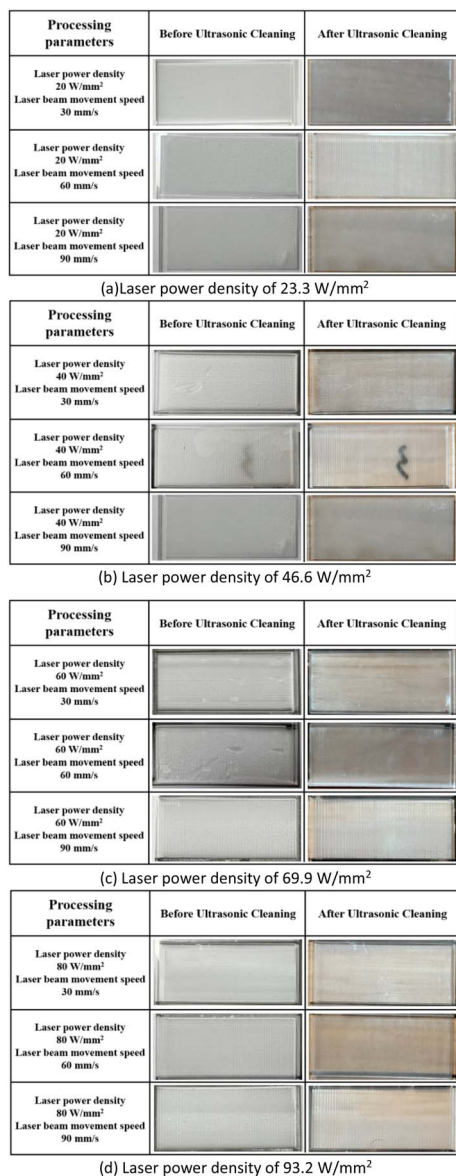 Processing parameters Before Ultrasonic Cleaning After Ultrasonic Cleaning
Laser power density
20 W/mm²
Laser beam movement speed
30 mm/s
Laser power density
20 W/mm²
Laser beam movement speed
60 mm/s
Laser power density
20 W/mm²
Laser beam movement speed
90 mm/s
(a)Laser power density of 23.3 W/mm²
Processing parameters Before Ultrasonic Cleaning After Ultrasonic Cleaning
Laser power density
40 W/mm²
Laser beam movement speed
30 mm/s
Laser power density
40 W/mm²
Laser beam movement speed
60 mm/s
Laser power density
40 W/mm²
Laser beam movement speed
90 mm/s
(b) Laser power density of 46.6 W/mm²
Processing parameters Before Ultrasonic Cleaning After Ultrasonic Cleaning
Laser power density
60 W/mm²
Laser beam movement speed
30 mm/s
Laser power density
60 W/mm²
Laser beam movement speed
60 mm/s
Laser power density
60 W/mm²
Laser beam movement speed
90 mm/s
(c) Laser power density of 69.9 W/mm²
Processing parameters Before Ultrasonic Cleaning After Ultrasonic Cleaning
Laser power density
80 W/mm²
Laser beam movement speed
30 mm/s
Laser power density
80 W/mm²
Laser beam movement speed
60 mm/s
Laser power density
80 W/mm²
Laser beam movement speed
90 mm/s
(d) Laser power density of 93.2 W/mm²